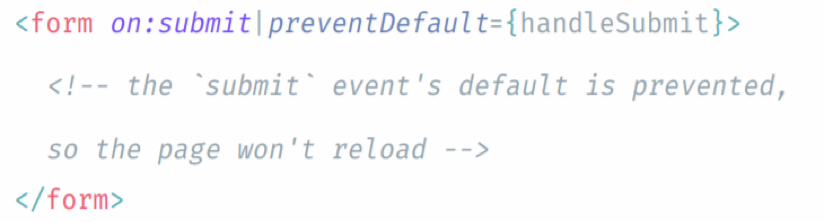 <form on:submit|preventDefault={handleSubmit}>
<!-- the `submit` event's default is prevented,
so the page won't reload -->
</form>